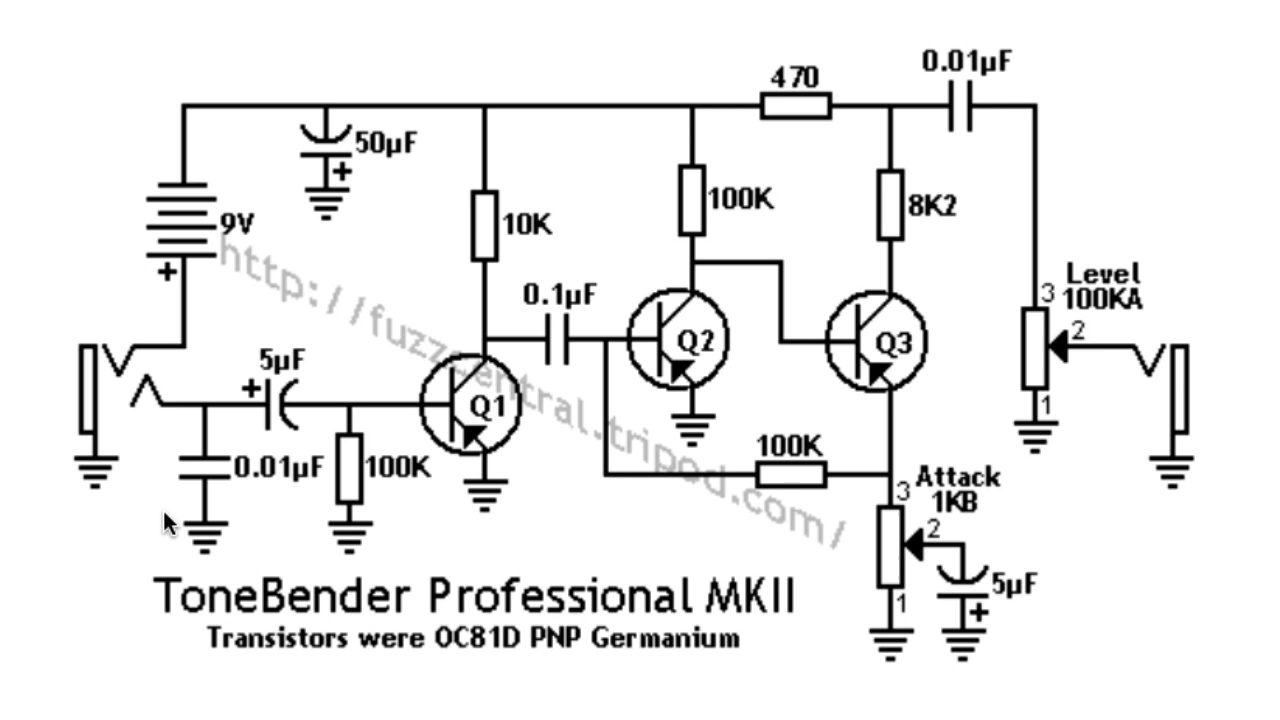 0.01µF
470
50µF
+
100K
8K2
9V
10K
+
Level
100KA
3
2
1
0.1µF
Q2
Q3
5µF
+
Q1
100K
0.01µF
100K
Attack
1KB
3
2
1
5µF
+
http://fuzzcentral.tripod.com/
ToneBender Professional MKII
Transistors were OC81D PNP Germanium